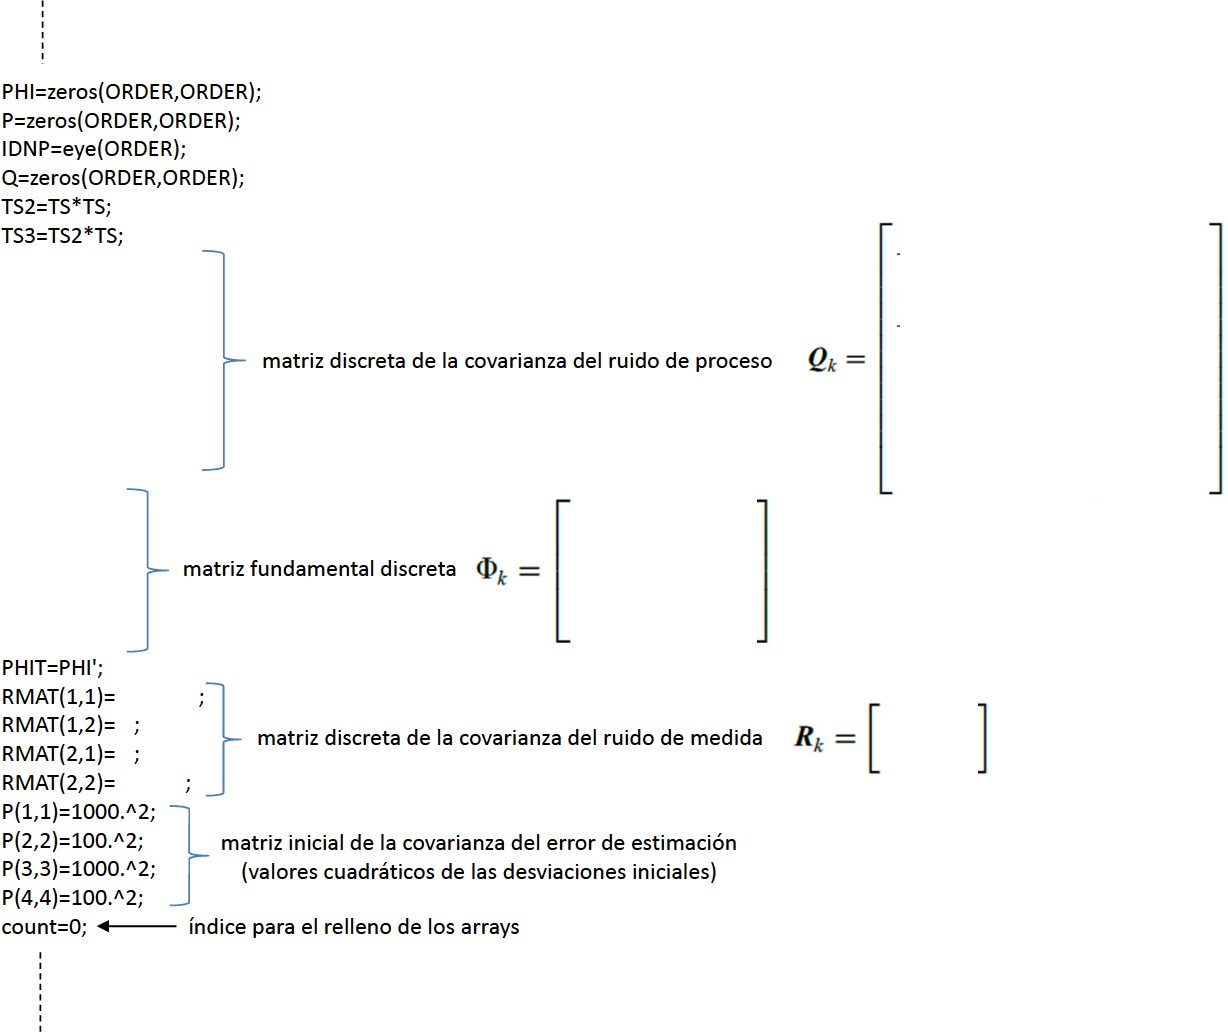 PHI=zeros(ORDER,ORDER);
P=zeros(ORDER,ORDER);
IDNP=eye(ORDER);
Q=zeros(ORDER,ORDER);
TS2=TS*TS;
TS3=TS2*TS;
matriz discreta de la covarianza del ruido de proceso Qk =
matriz fundamental discreta Φk =
PHIT=PHI';
RMAT(1,1)= ;
RMAT(1,2)= ;
RMAT(2,1)= ;
RMAT(2,2)= ;
matriz discreta de la covarianza del ruido de medida Rk =
P(1,1)=1000.^2;
P(2,2)=100.^2;
P(3,3)=1000.^2;
P(4,4)=100.^2;
matriz inicial de la covarianza del error de estimación
(valores cuadráticos de las desviaciones iniciales)
count=0; índice para el relleno de los arrays